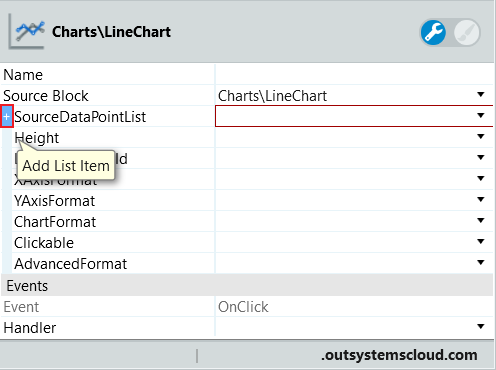 Charts\LineChart
Name
Source Block Charts\LineChart
+ SourceDataPointList
Height
Add List Item
XAxisFormat
YAxisFormat
ChartFormat
Clickable
AdvancedFormat
Events
Event OnClick
Handler
| .outsystemscloud.com